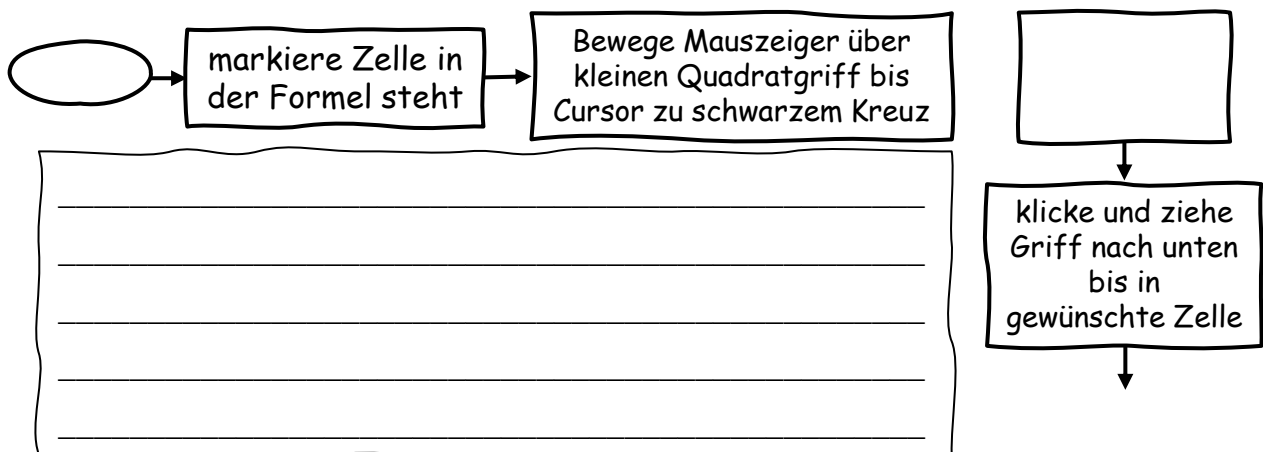 markiere Zelle in
der Formel steht
Bewege Mauszeiger über
kleinen Quadratgriff bis
Cursor zu schwarzem Kreuz
klicke und ziehe
Griff nach unten
bis in
gewünschte Zelle